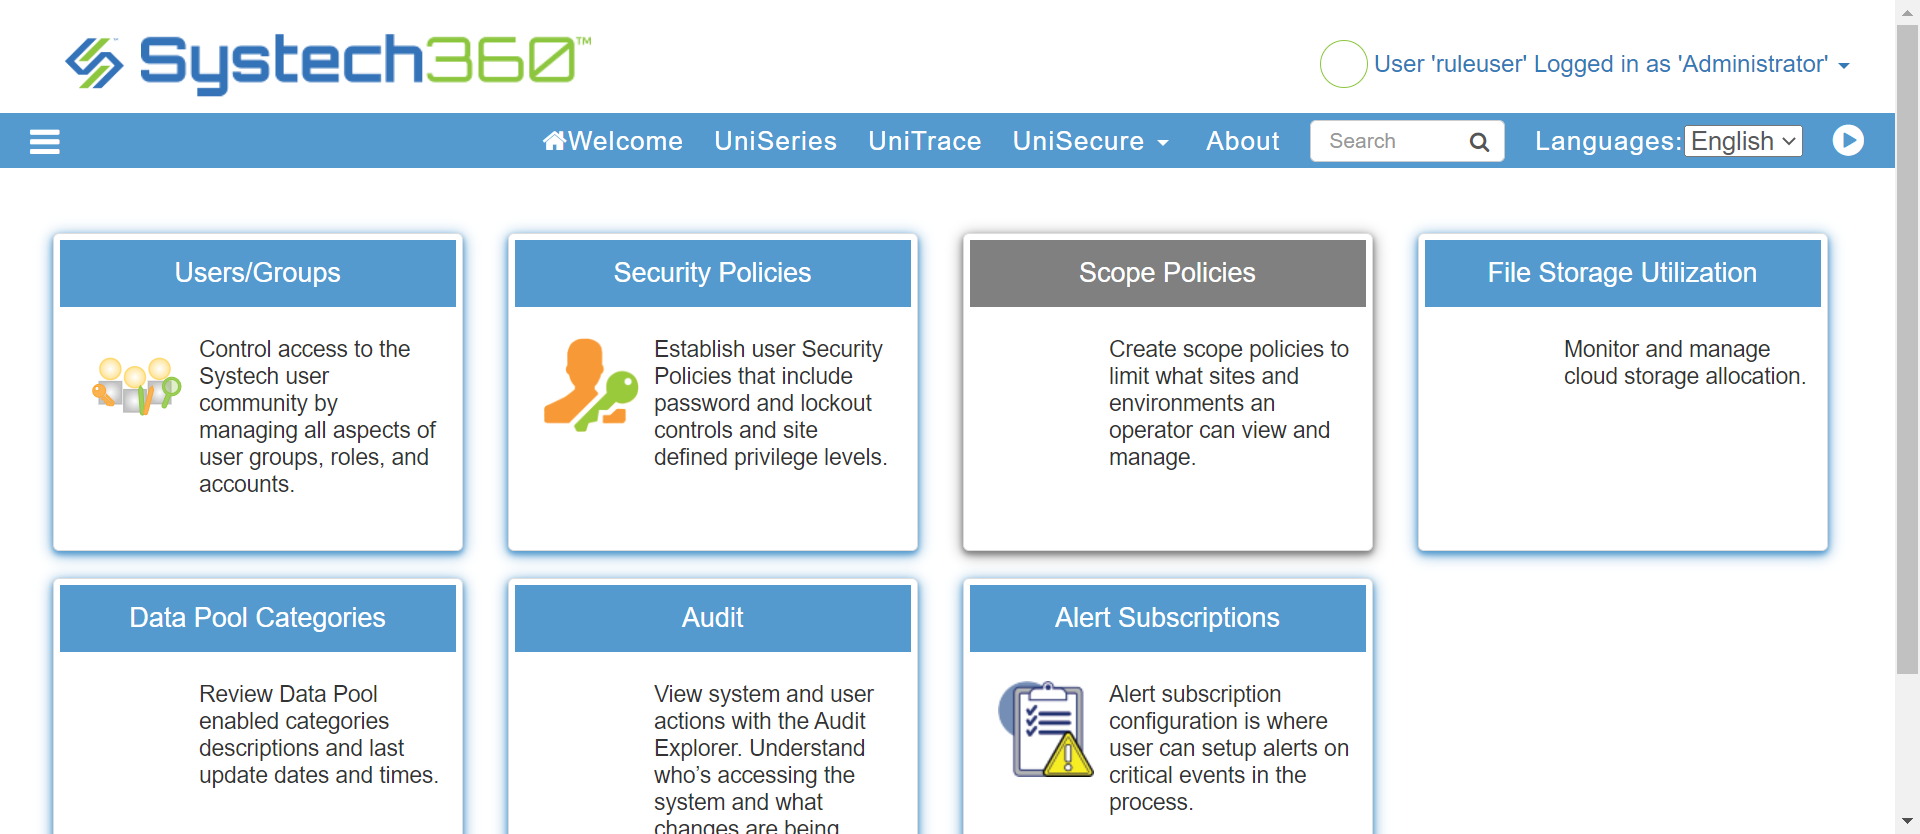 Systech360™
User 'ruleuser' Logged in as 'Administrator'
Welcome UniSeries UniTrace UniSecure About Search Languages: English
Users/Groups
Control access to the
Systech user
community by
managing all aspects of
user groups, roles, and
accounts.
Security Policies
Establish user Security
Policies that include
password and lockout
controls and site
defined privilege levels.
Scope Policies
Create scope policies to
limit what sites and
environments an
operator can view and
manage.
File Storage Utilization
Monitor and manage
cloud storage allocation.
Data Pool Categories
Review Data Pool
enabled categories
descriptions and last
update dates and times.
Audit
View system and user
actions with the Audit
Explorer. Understand
who’s accessing the
system and what
changes are being
Alert Subscriptions
Alert subscription
configuration is where
user can setup alerts on
critical events in the
process.